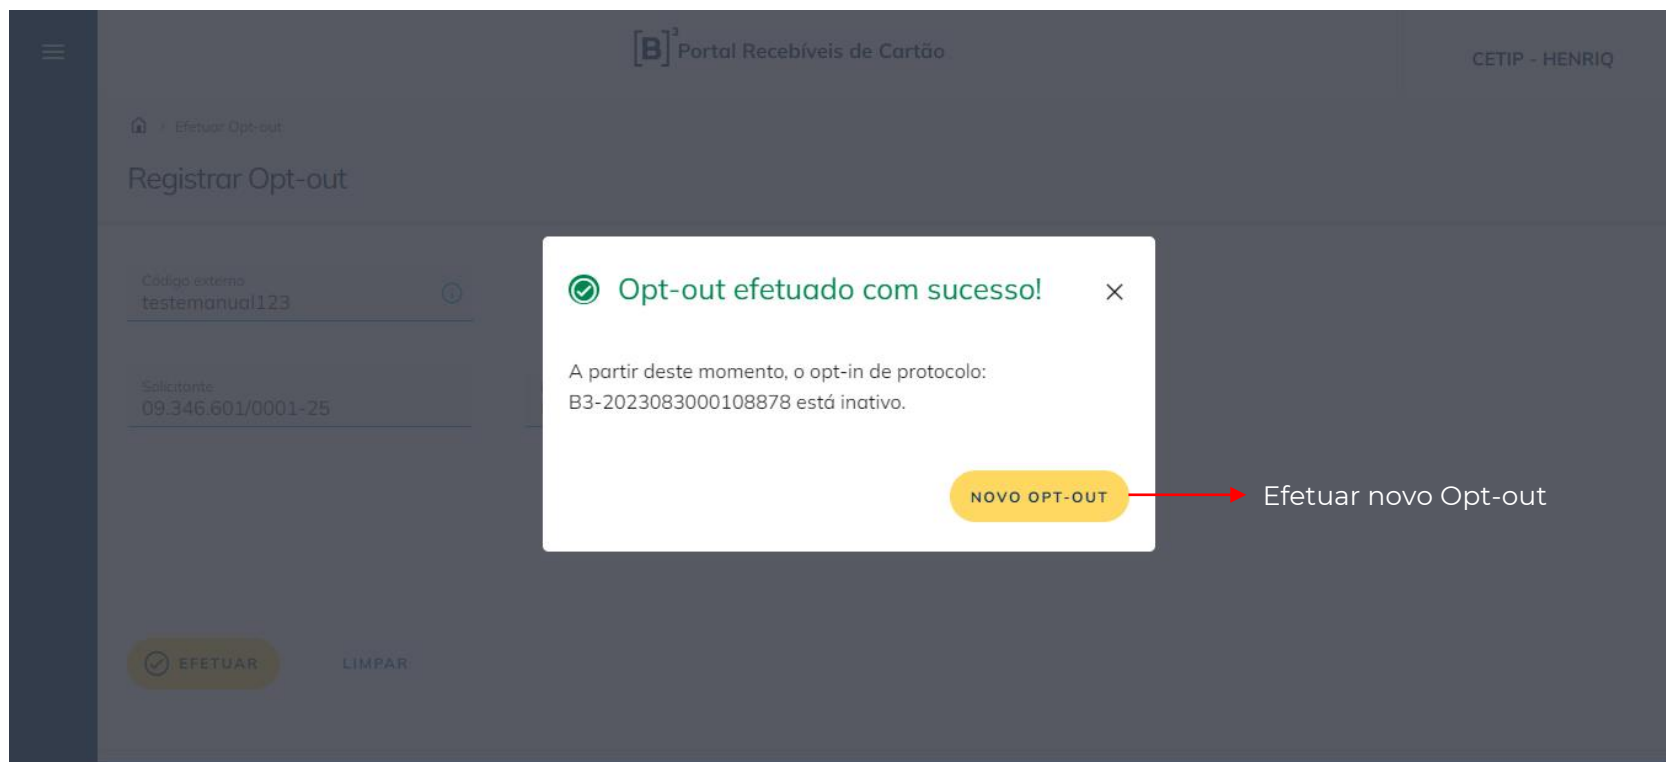 [B]³ Portal Recebíveis de Cartão
CETIP - HENRIQ
/ Efetuar Opt-out
Registrar Opt-out
Código externo
testemanual123
Solicitante
09.346.601/0001-25
Opt-out efetuado com sucesso!
A partir deste momento, o opt-in de protocolo:
B3-2023083000108878 está inativo.
NOVO OPT-OUT
Efetuar novo Opt-out
EFETUAR
LIMPAR